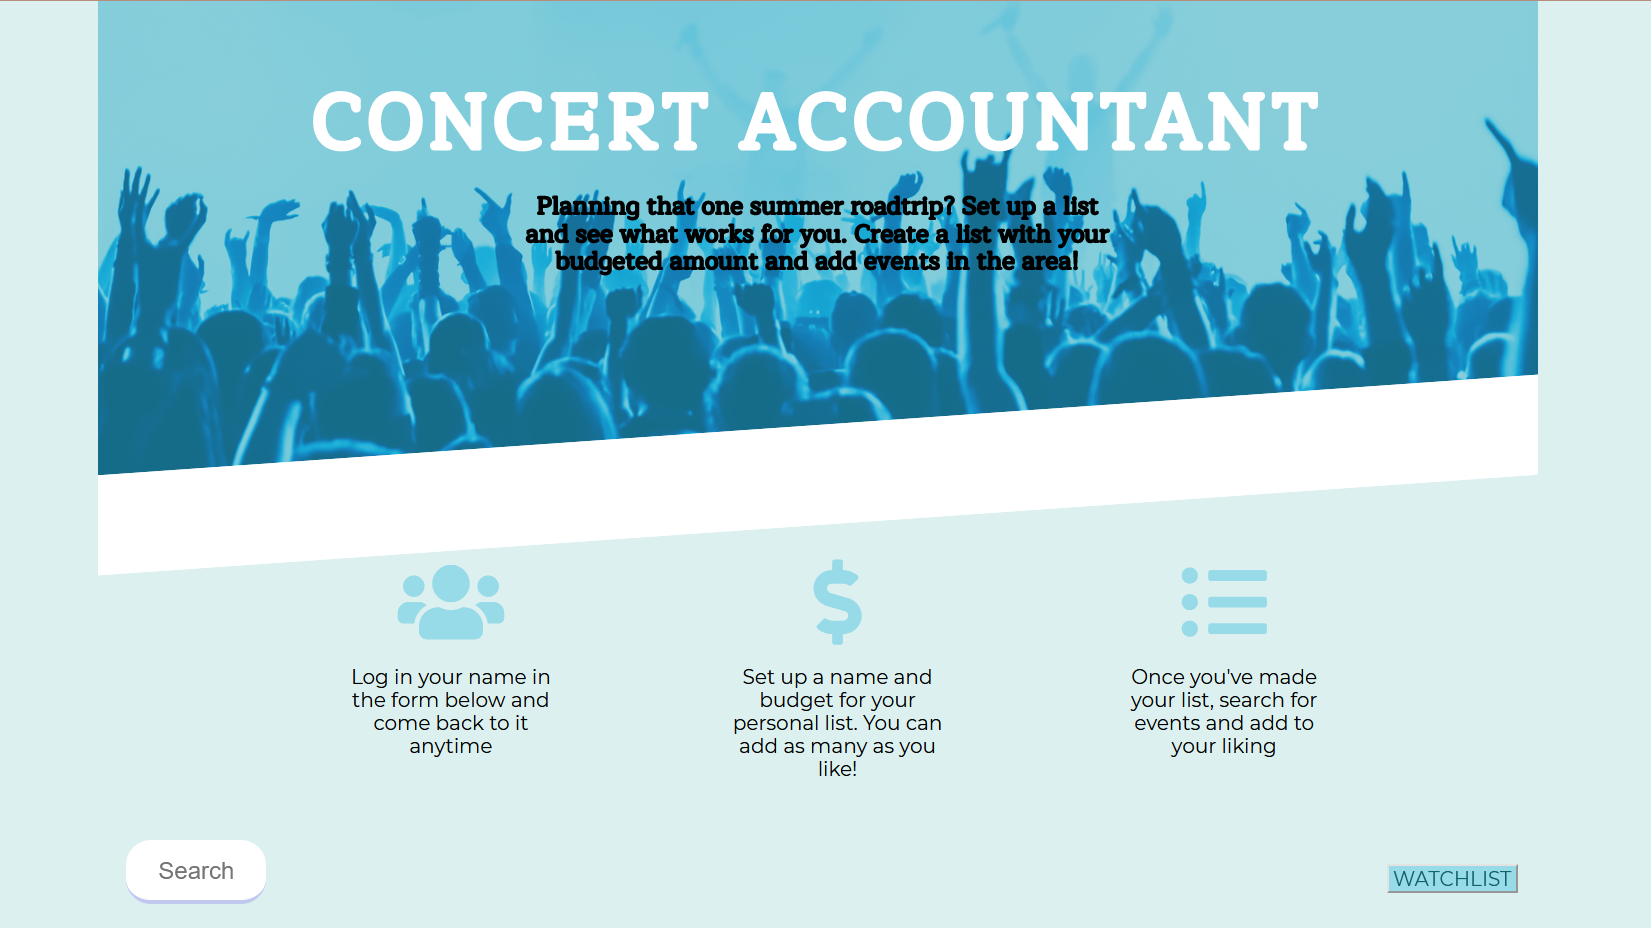 CONCERT ACCOUNTANT
Planning that one summer roadtrip? Set up a list
and see what works for you. Create a list with your
budgeted amount and add events in the area!
Log in your name in
the form below and
come back to it
anytime
Set up a name and
budget for your
personal list. You can
add as many as you
like!
Once you've made
your list, search for
events and add to
your liking
Search
WATCHLIST